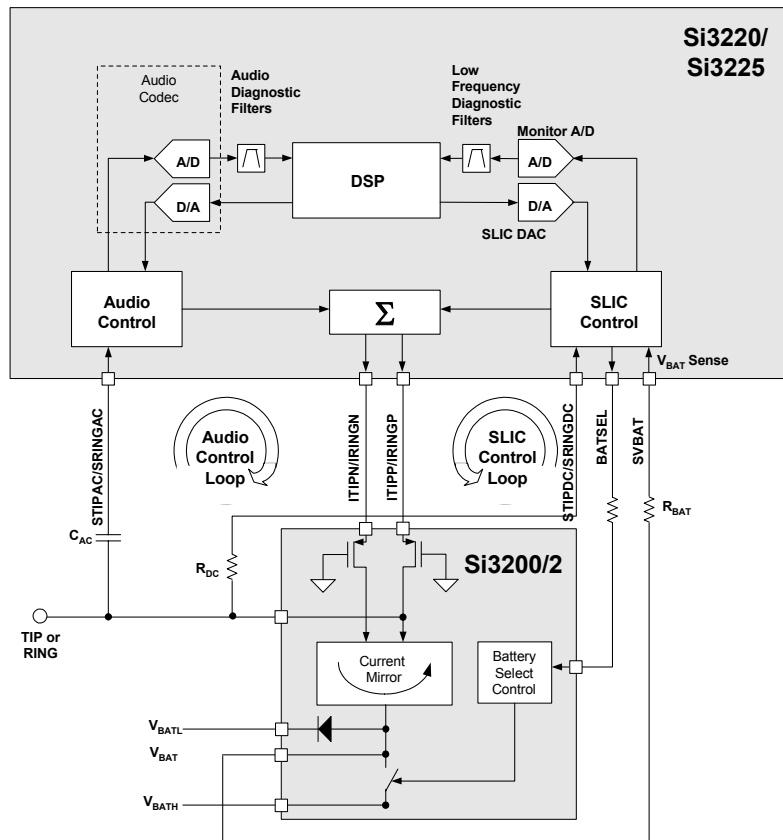 Si3220/
Si3225
Audio
Codec
Audio
Diagnostic
Filters
Low
Frequency
Diagnostic
Filters
Monitor A/D
A/D
DSP
A/D
D/A
D/A
SLIC DAC
Audio
Control
Σ
SLIC
Control
VBAT Sense
STIPAC/SRINGAC
Audio
Control
Loop
ITIPN/IRINGN
ITIPP/IRINGP
SLIC
Control
Loop
STIPDC/SRINGDC
BATSEL
SVBAT
CAC
RDC
RBAT
Si3200/2
TIP or
RING
Current
Mirror
Battery
Select
Control
VBATL
VBAT
VBATH